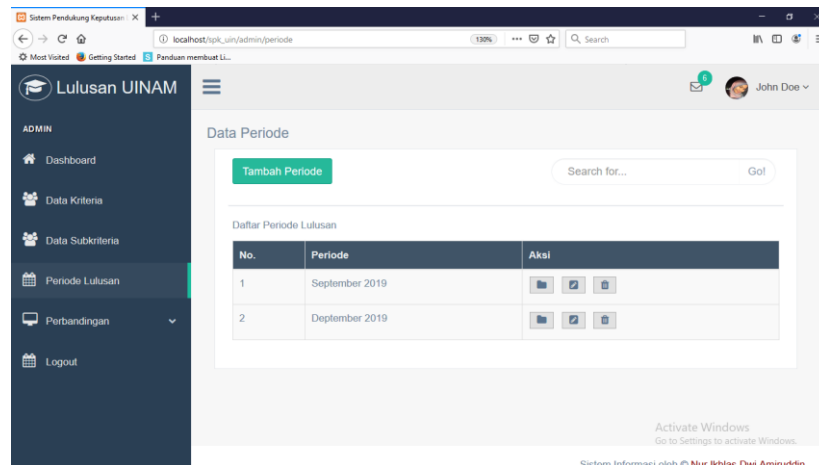 Sistem Pendukung Keputusan
localhost/spk_uin/admin/periode
130%
Search
Most Visited
Getting Started
Panduan membuat Li...
Lulusan UINAM
6
John Doe
ADMIN
Data Periode
Dashboard
Tambah Periode
Search for...
Go!
Data Kriteria
Daftar Periode Lulusan
Data Subkriteria
No.
Periode
Aksi
Periode Lulusan
1
September 2019
2
Deptember 2019
Perbandingan
Logout
Activate Windows
Go to Settings to activate Windows.
Sistem Informasi oleh © Nur Ikhlas Dwi Amiruddin